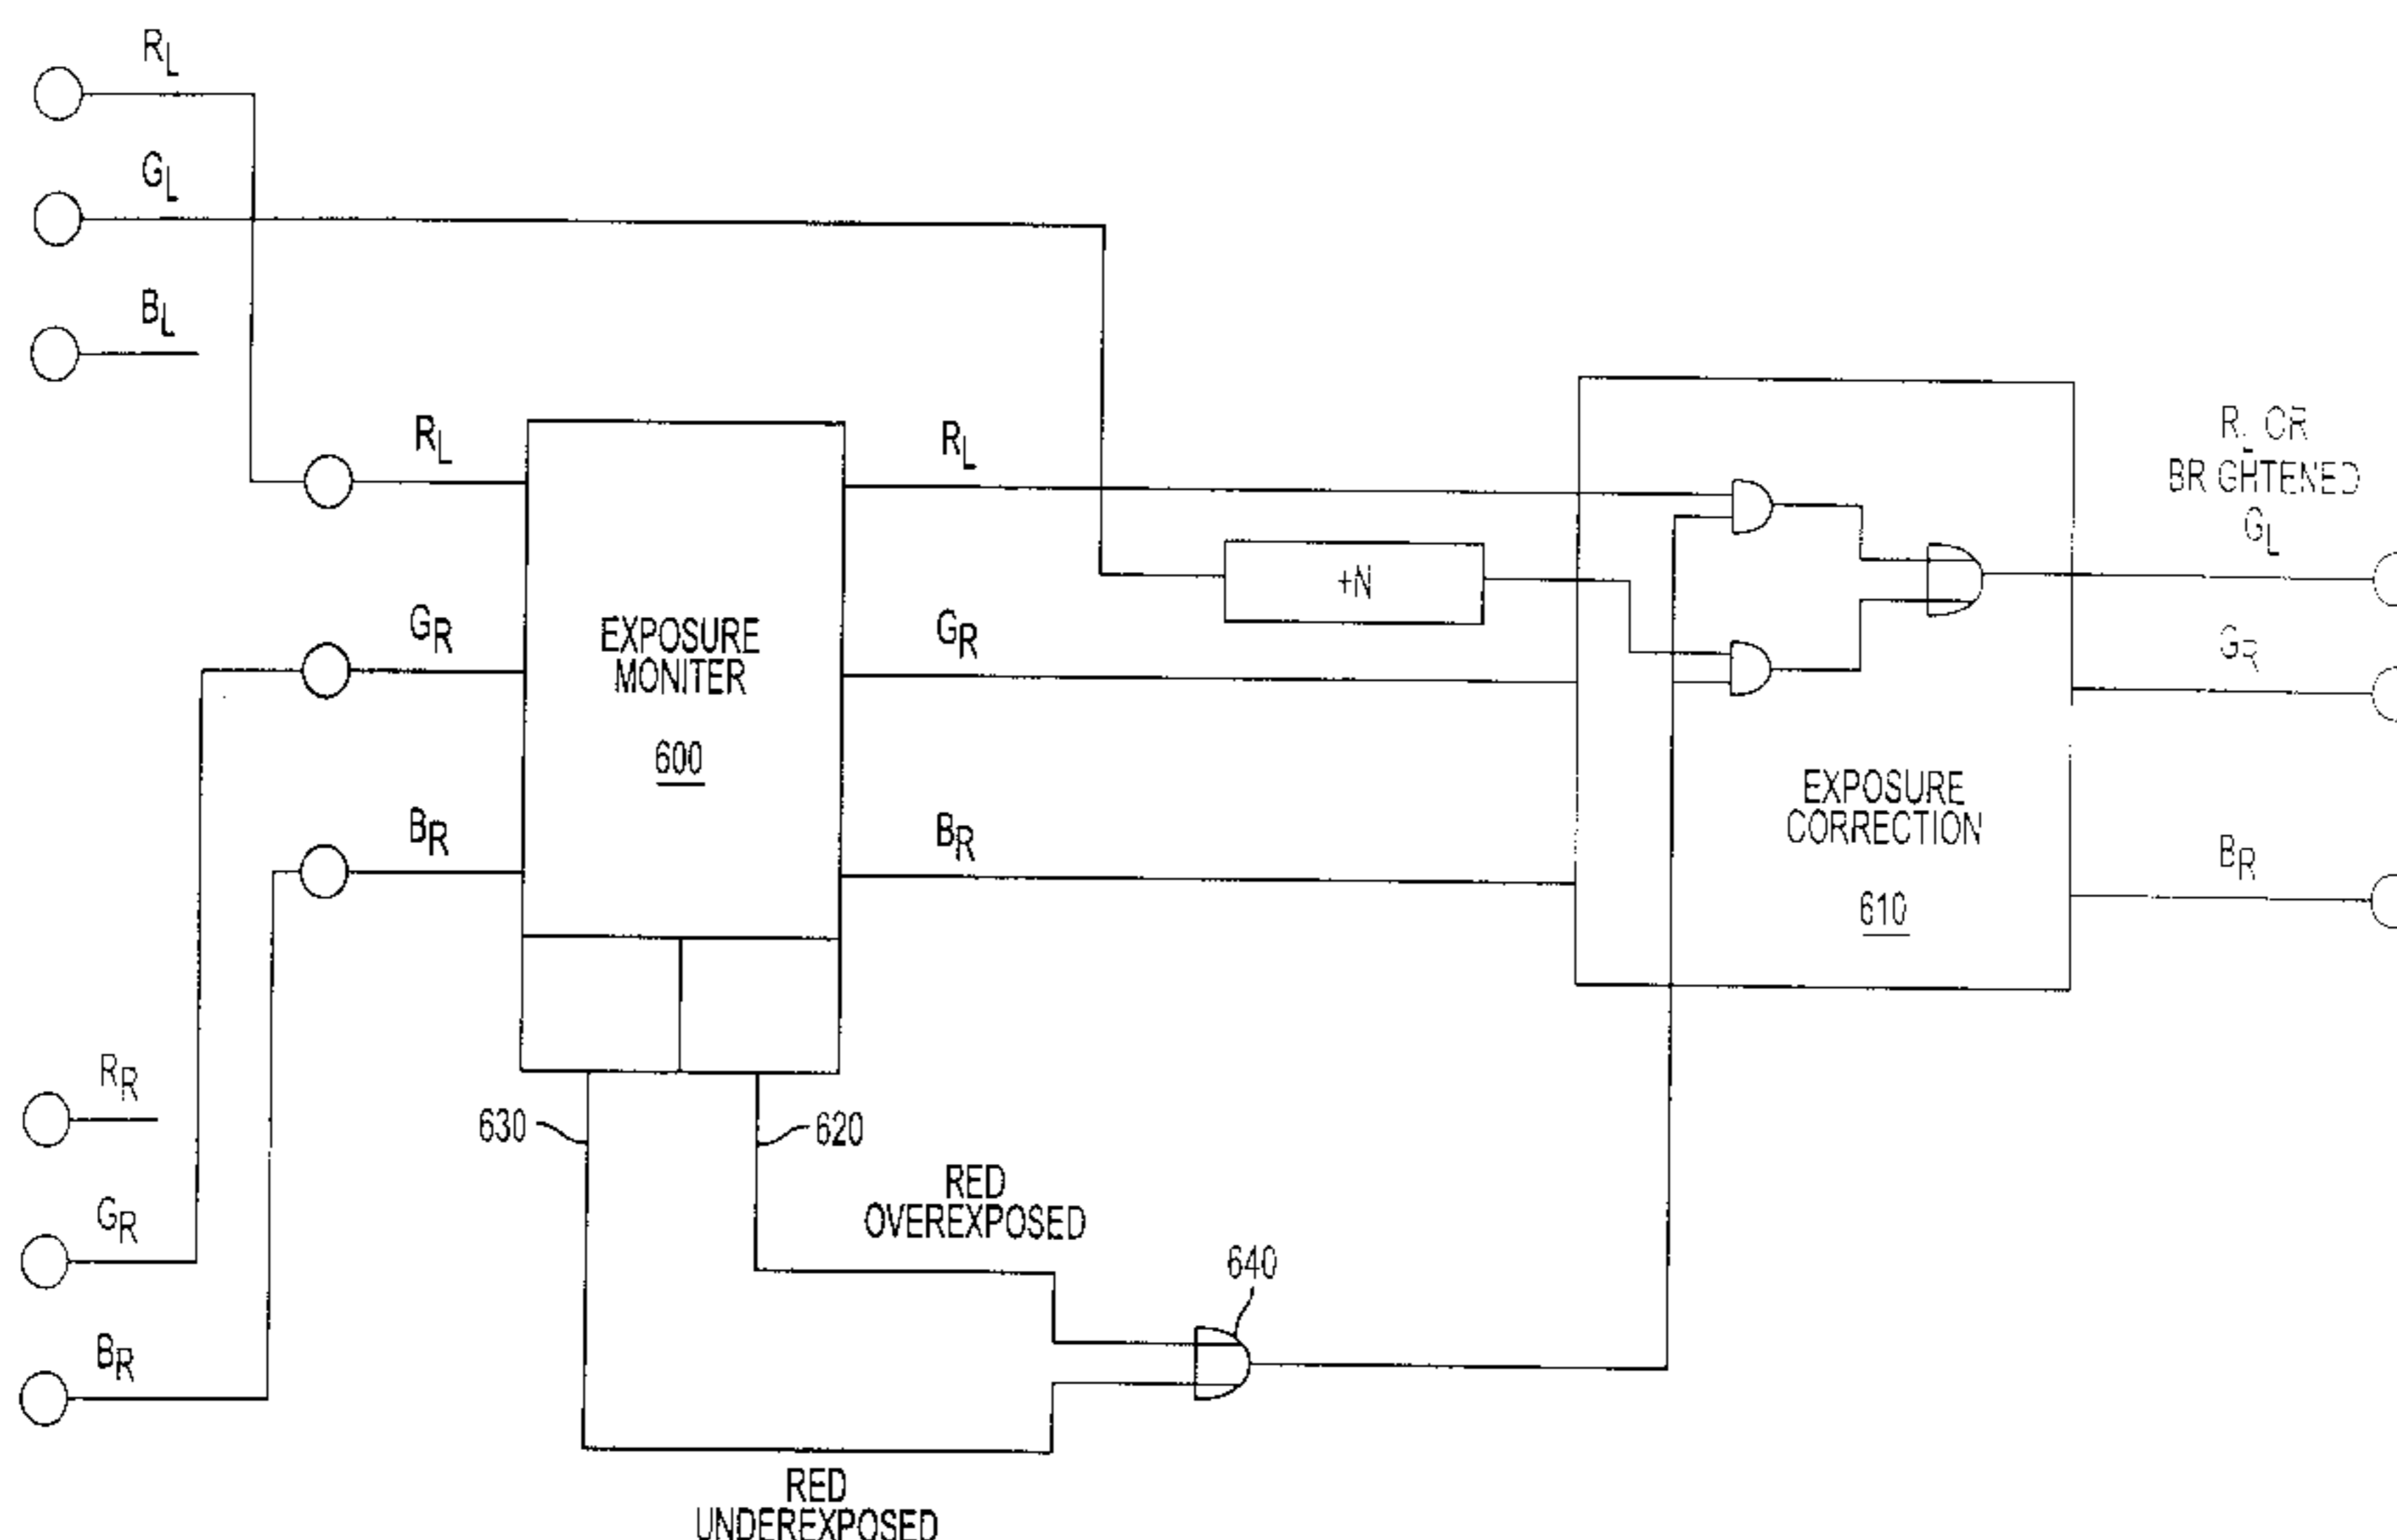 RL
GL
BL
RL
GR
BR
EXPOSURE
MONITER
600
RL
GR
BR
+N
EXPOSURE
CORRECTION
610
RL OR
BRIGHTENED
GL
GR
BR
RR
GR
BR
630
620
RED
OVEREXPOSED
640
RED
UNDEREXPOSED